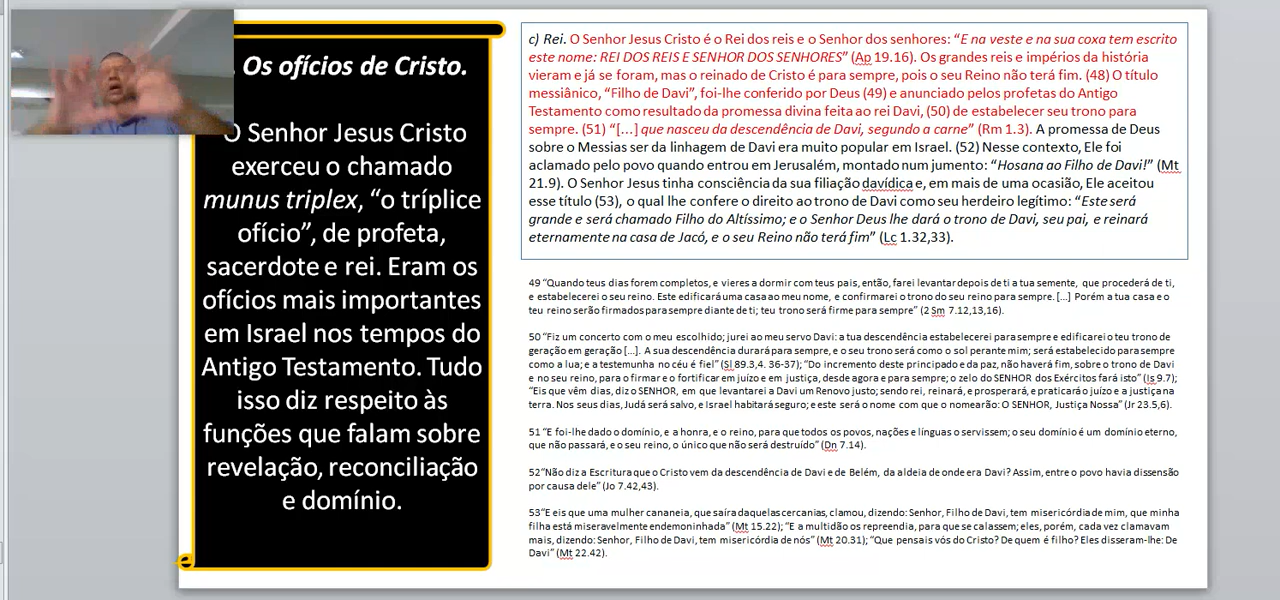 . Os ofícios de Cristo.
O Senhor Jesus Cristo
exerceu o chamado
munus triplex, “o tríplice
ofício”, de profeta,
sacerdote e rei. Eram os
ofícios mais importantes
em Israel nos tempos do
Antigo Testamento. Tudo
isso diz respeito às
funções que falam sobre
revelação, reconciliação
e domínio.
c) Rei. O Senhor Jesus Cristo é o Rei dos reis e o Senhor dos senhores: “E na veste e na sua coxa tem escrito
este nome: REI DOS REIS E SENHOR DOS SENHORES” (Ap 19.16). Os grandes reis e impérios da história
vieram e já se foram, mas o reinado de Cristo é para sempre, pois o seu Reino não terá fim. (48) O título
messiânico, “Filho de Davi”, foi-lhe conferido por Deus (49) e anunciado pelos profetas do Antigo
Testamento como resultado da promessa divina feita ao rei Davi, (50) de estabelecer seu trono para
sempre. (51) “[...] que nasceu da descendência de Davi, segundo a carne” (Rm 1.3). A promessa de Deus
sobre o Messias ser da linhagem de Davi era muito popular em Israel. (52) Nesse contexto, Ele foi
aclamado pelo povo quando entrou em Jerusalém, montado num jumento: “Hosana ao Filho de Davi!” (Mt
21.9). O Senhor Jesus tinha consciência da sua filiação davídica e, em mais de uma ocasião, Ele aceitou
esse título (53), o qual lhe confere o direito ao trono de Davi como seu herdeiro legítimo: “Este será
grande e será chamado Filho do Altíssimo; e o Senhor Deus lhe dará o trono de Davi, seu pai, e reinará
eternamente na casa de Jacó, e o seu Reino não terá fim” (Lc 1.32,33).
49 “Quando teus dias forem completos, e vieres a dormir com teus pais, então, farei levantar depois de ti a tua semente, que procederá de ti,
e estabelecerei o seu reino. Este edificará uma casa ao meu nome, e confirmarei o trono do seu reino para sempre. [...] Porém a tua casa e o
teu reino serão firmados para sempre diante de ti; teu trono será firme para sempre” (2 Sm 7.12,13,16).
50 “Fiz um concerto com o meu escolhido; jurei ao meu servo Davi: a tua descendência estabelecerei para sempre e edificarei o teu trono de
geração em geração [...]. A sua descendência durará para sempre, e o seu trono será como o sol perante mim; será estabelecido para sempre
como a lua; e a testemunha no céu é fiel” (Sl 89.3,4. 36-37); “Do incremento deste principado e da paz, não haverá fim, sobre o trono de Davi
e no seu reino, para o firmar e o fortificar em juízo e em justiça, desde agora e para sempre; o zelo do SENHOR dos Exércitos fará isto” (Is 9.7);
“Eis que vêm dias, diz o SENHOR, em que levantarei a Davi um Renovo justo; sendo rei, reinará, e prosperará, e praticará o juízo e a justiça na
terra. Nos seus dias, Judá será salvo, e Israel habitará seguro; e este será o nome com que o nomearão: O SENHOR, Justiça Nossa” (Jr 23.5,6).
51 “E foi-lhe dado o domínio, e a honra, e o reino, para que todos os povos, nações e línguas o servissem; o seu domínio é um domínio eterno,
que não passará, e o seu reino, o único que não será destruído” (Dn 7.14).
52“Não diz a Escritura que o Cristo vem da descendência de Davi e de Belém, da aldeia de onde era Davi? Assim, entre o povo havia dissensão
por causa dele” (Jo 7.42,43).
53“E eis que uma mulher cananeia, que saíra daquelas cercanias, clamou, dizendo: Senhor, Filho de Davi, tem misericórdia de mim, que minha
filha está miseravelmente endemoninhada” (Mt 15.22); “E a multidão os repreendia, para que se calassem; eles, porém, cada vez clamavam
mais, dizendo: Senhor, Filho de Davi, tem misericórdia de nós” (Mt 20.31); “Que pensais vós do Cristo? De quem é filho? Eles disseram-lhe: De
Davi” (Mt 22.42).